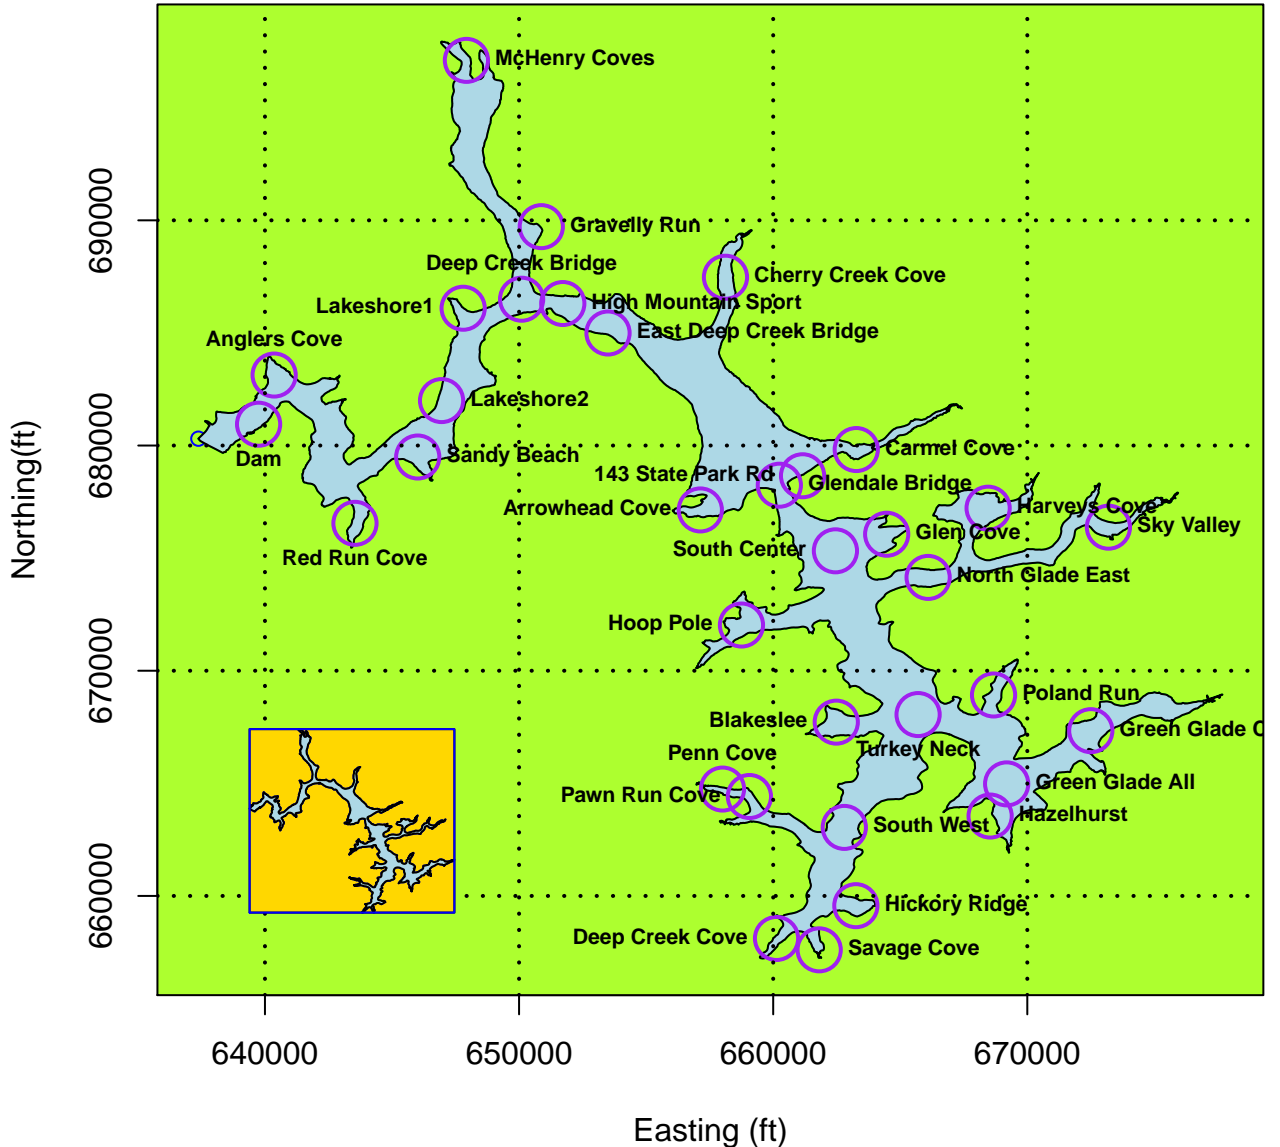 McHenry Coves
Gravelly Run
Deep Creek Bridge
Cherry Creek Cove
High Mountain Sport
Lakeshore1
East Deep Creek Bridge
Anglers Cove
Lakeshore2
Dam
Sandy Beach
Carmel Cove
143 State Park Rd
Glendale Bridge
Arrowhead Cove
Harveys Cove
Sky Valley
Red Run Cove
Glen Cove
South Center
North Glade East
Hoop Pole
Poland Run
Blakeslee
Green Glade C
Turkey Neck
Penn Cove
Green Glade All
Pawn Run Cove
Hazelhurst
South West
Hickory Ridge
Deep Creek Cove
Savage Cove
690000
680000
670000
660000
Northing(ft)
640000
650000
660000
670000
Easting (ft)